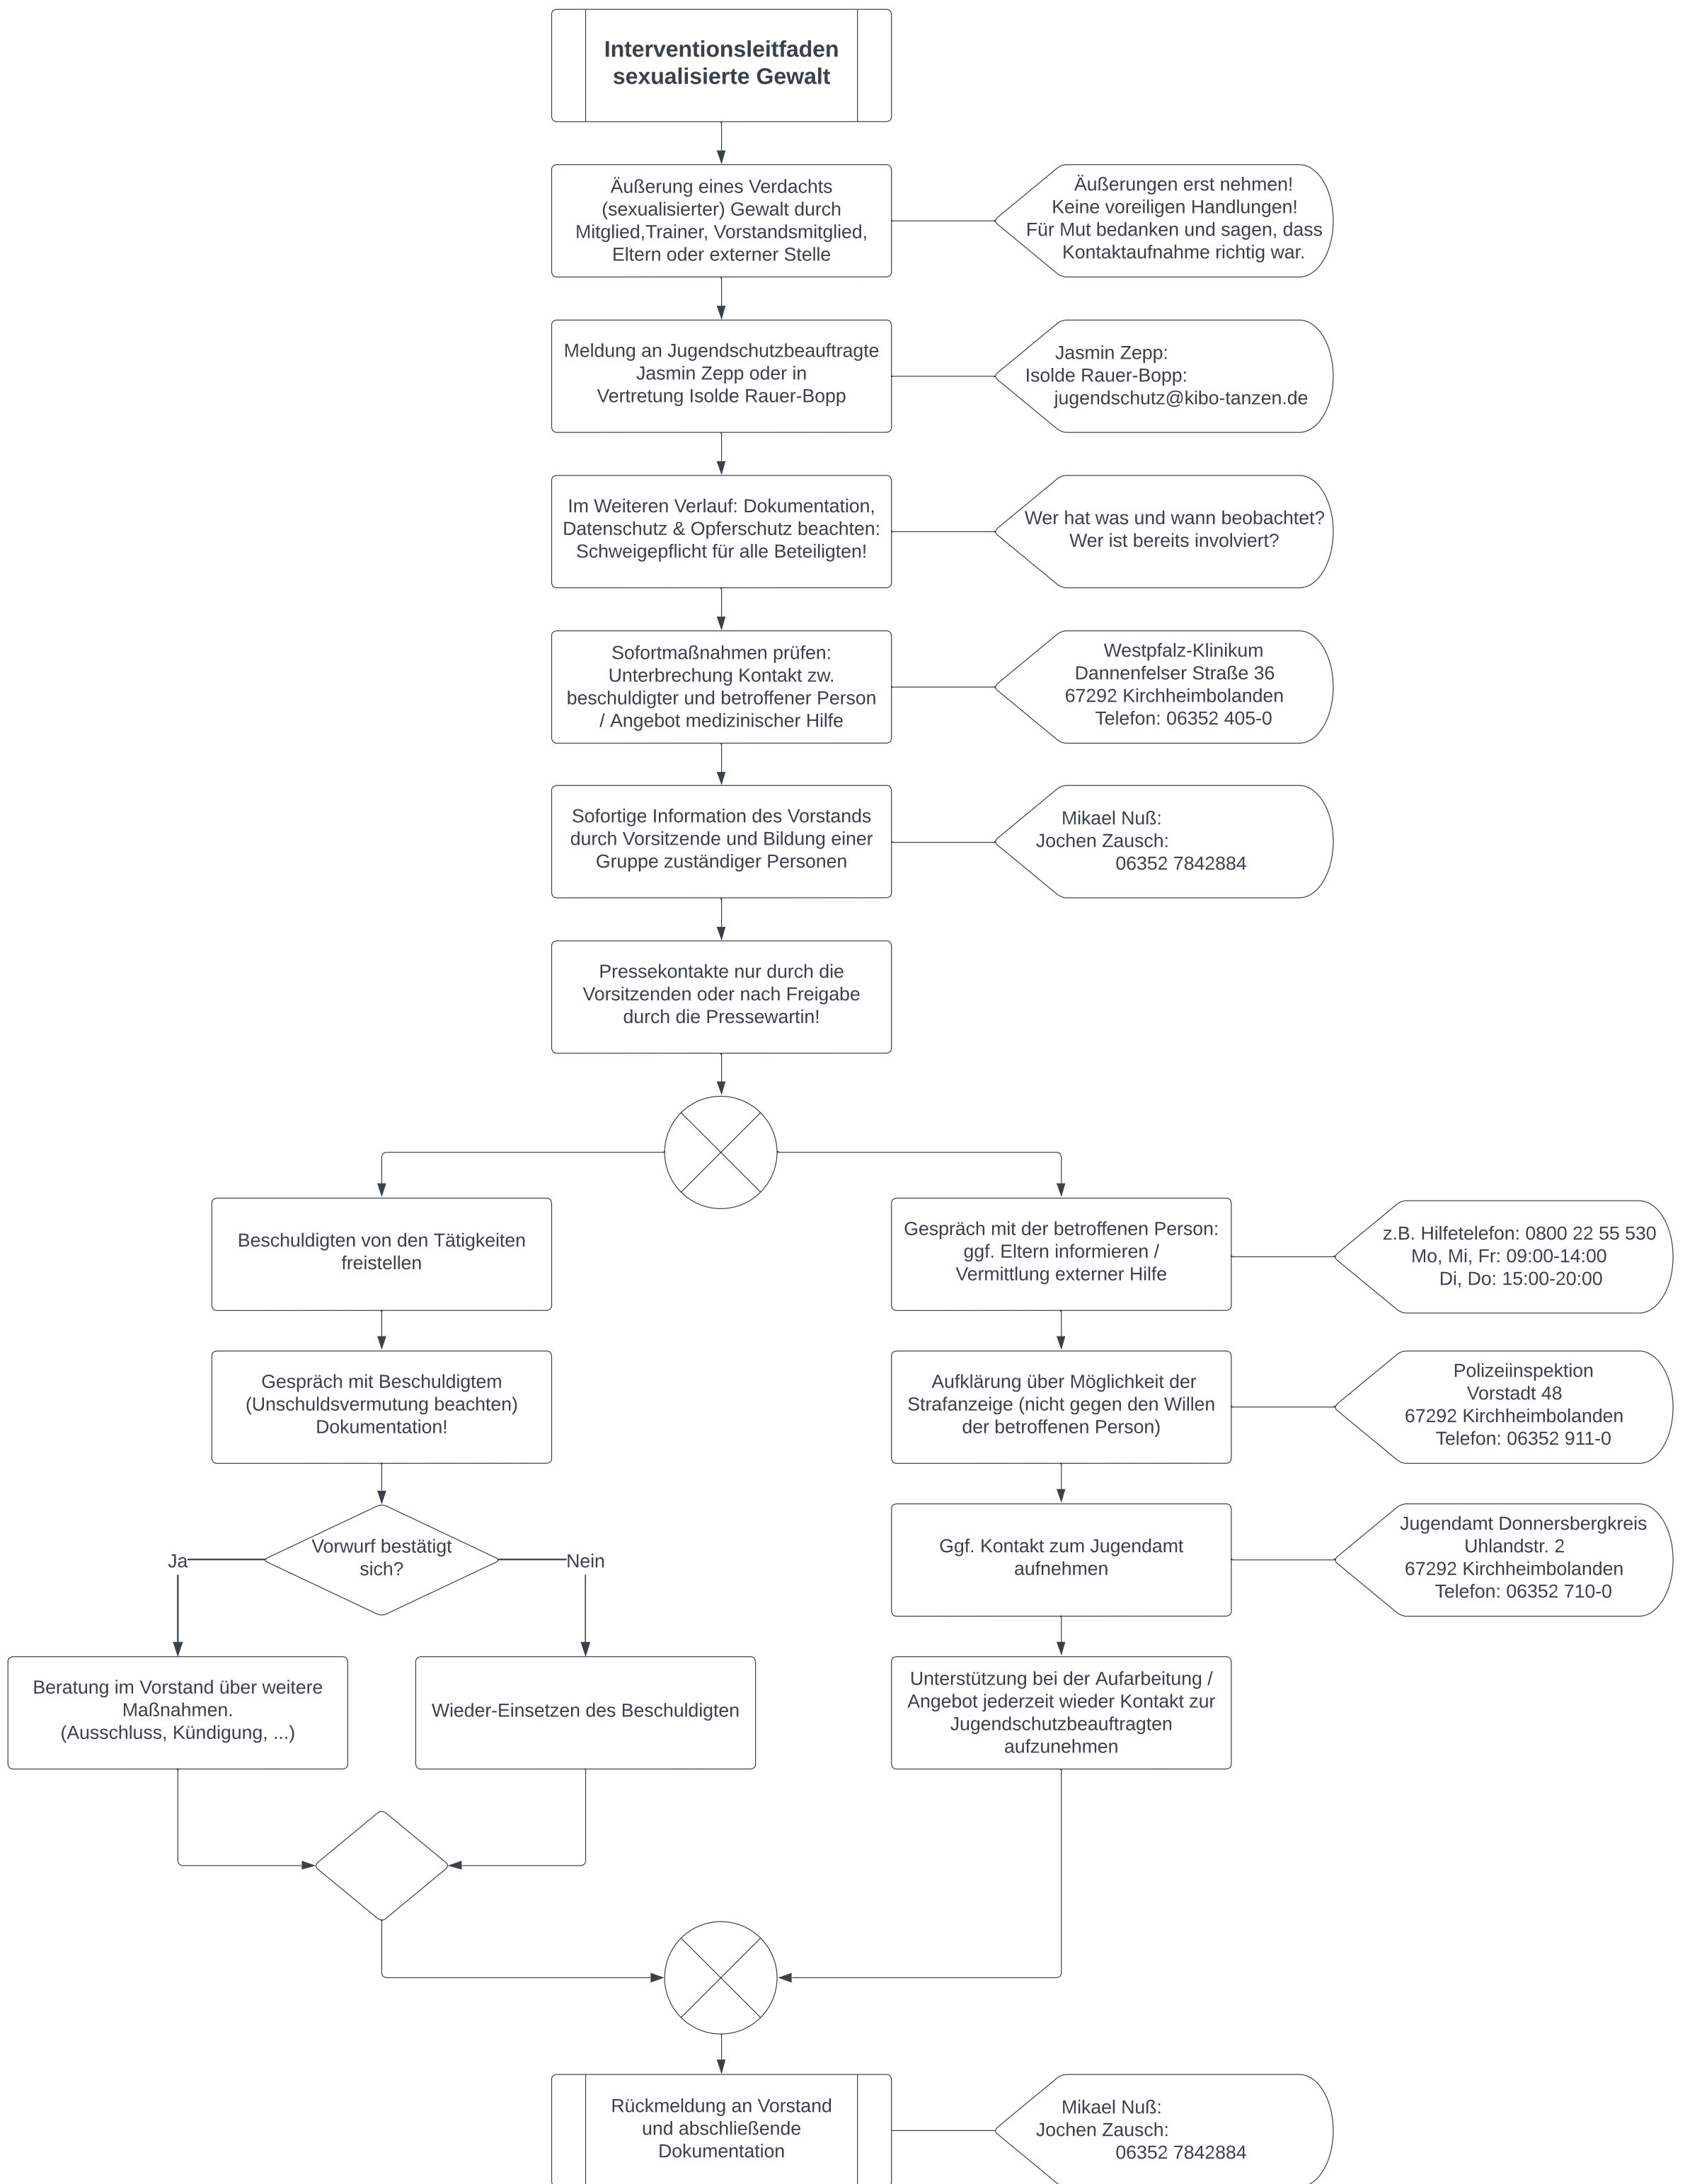 Interventionsleitfaden
sexualisierte Gewalt
Äußerung eines Verdachts
(sexualisierter) Gewalt durch
Mitglied,Trainer, Vorstandsmitglied,
Eltern oder externer Stelle
Äußerungen erst nehmen!
Keine voreiligen Handlungen!
Für Mut bedanken und sagen, dass
Kontaktaufnahme richtig war.
Meldung an Jugendschutzbeauftragte
Jasmin Zepp oder in
Vertretung Isolde Rauer-Bopp
Jasmin Zepp:
Isolde Rauer-Bopp:
jugendschutz@kibo-tanzen.de
Im Weiteren Verlauf: Dokumentation,
Datenschutz & Opferschutz beachten:
Schweigepflicht für alle Beteiligten!
Wer hat was und wann beobachtet?
Wer ist bereits involviert?
Sofortmaßnahmen prüfen:
Unterbrechung Kontakt zw.
beschuldigter und betroffener Person
/ Angebot medizinischer Hilfe
Westpfalz-Klinikum
Dannenfelser Straße 36
67292 Kirchheimbolanden
Telefon: 06352 405-0
Sofortige Information des Vorstands
durch Vorsitzende und Bildung einer
Gruppe zuständiger Personen
Mikael Nuß:
Jochen Zausch:
06352 7842884
Pressekontakte nur durch die
Vorsitzenden oder nach Freigabe
durch die Pressewartin!
Beschuldigten von den Tätigkeiten
freistellen
Gespräch mit der betroffenen Person:
ggf. Eltern informieren /
Vermittlung externer Hilfe
z.B. Hilfetelefon: 0800 22 55 530
Mo, Mi, Fr: 09:00-14:00
Di, Do: 15:00-20:00
Gespräch mit Beschuldigtem
(Unschuldsvermutung beachten)
Dokumentation!
Aufklärung über Möglichkeit der
Strafanzeige (nicht gegen den Willen
der betroffenen Person)
Polizeiinspektion
Vorstadt 48
67292 Kirchheimbolanden
Telefon: 06352 911-0
Vorwurf bestätigt
sich?
Ja
Nein
Ggf. Kontakt zum Jugendamt
aufnehmen
Jugendamt Donnersbergkreis
Uhlandstr. 2
67292 Kirchheimbolanden
Telefon: 06352 710-0
Beratung im Vorstand über weitere
Maßnahmen.
(Ausschluss, Kündigung, ...)
Wieder-Einsetzen des Beschuldigten
Unterstützung bei der Aufarbeitung /
Angebot jederzeit wieder Kontakt zur
Jugendschutzbeauftragten
aufzunehmen
Rückmeldung an Vorstand
und abschließende
Dokumentation
Mikael Nuß:
Jochen Zausch:
06352 7842884